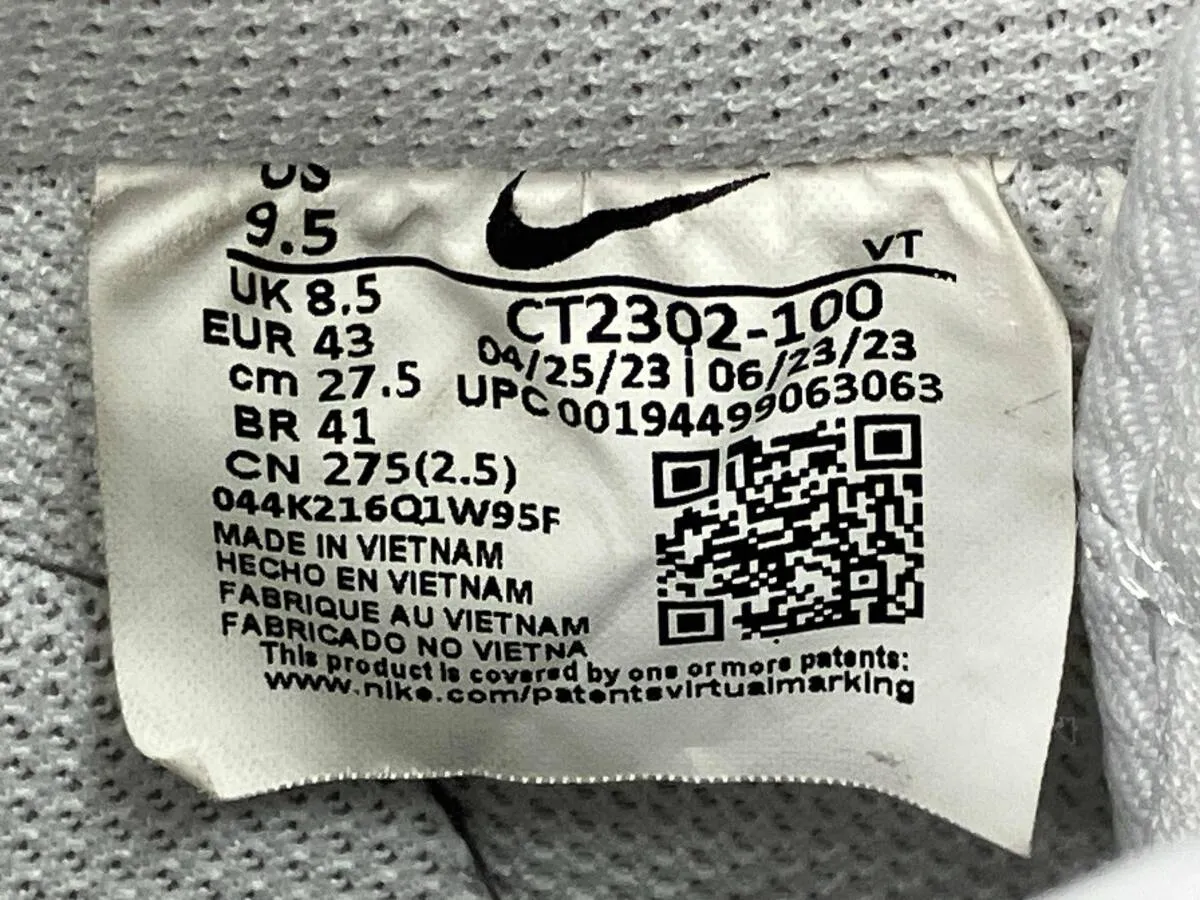 US
9.5
VT
UK 8.5
EUR 43
cm 27.5
BR 41
CN 275(2.5)
CT2302-100
04/25/23 | 06/23/23
UPC 00194499063063
044K216Q1W95F
MADE IN VIETNAM
HECHO EN VIETNAM
FABRIQUE AU VIETNAM
FABRICADO NO VIETNA
This product is covered by one or more patents:
www.nike.com/patentsvirtualmarking